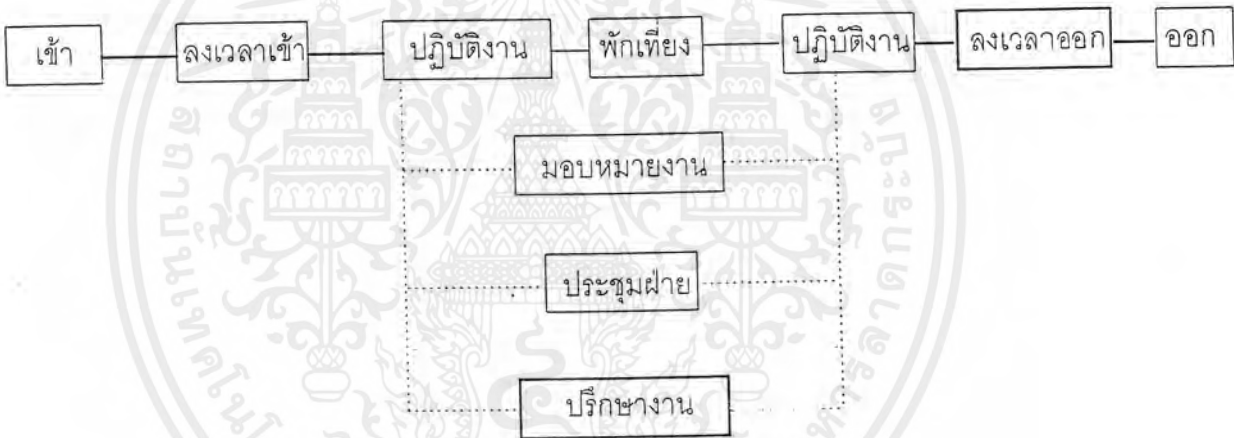 เข้า ลงเวลาเข้า ปฏิบัติงาน พักเที่ยง ปฏิบัติงาน ลงเวลาออก ออก
มอบหมายงาน
ประชุมฝ่าย
ปรึกษางาน